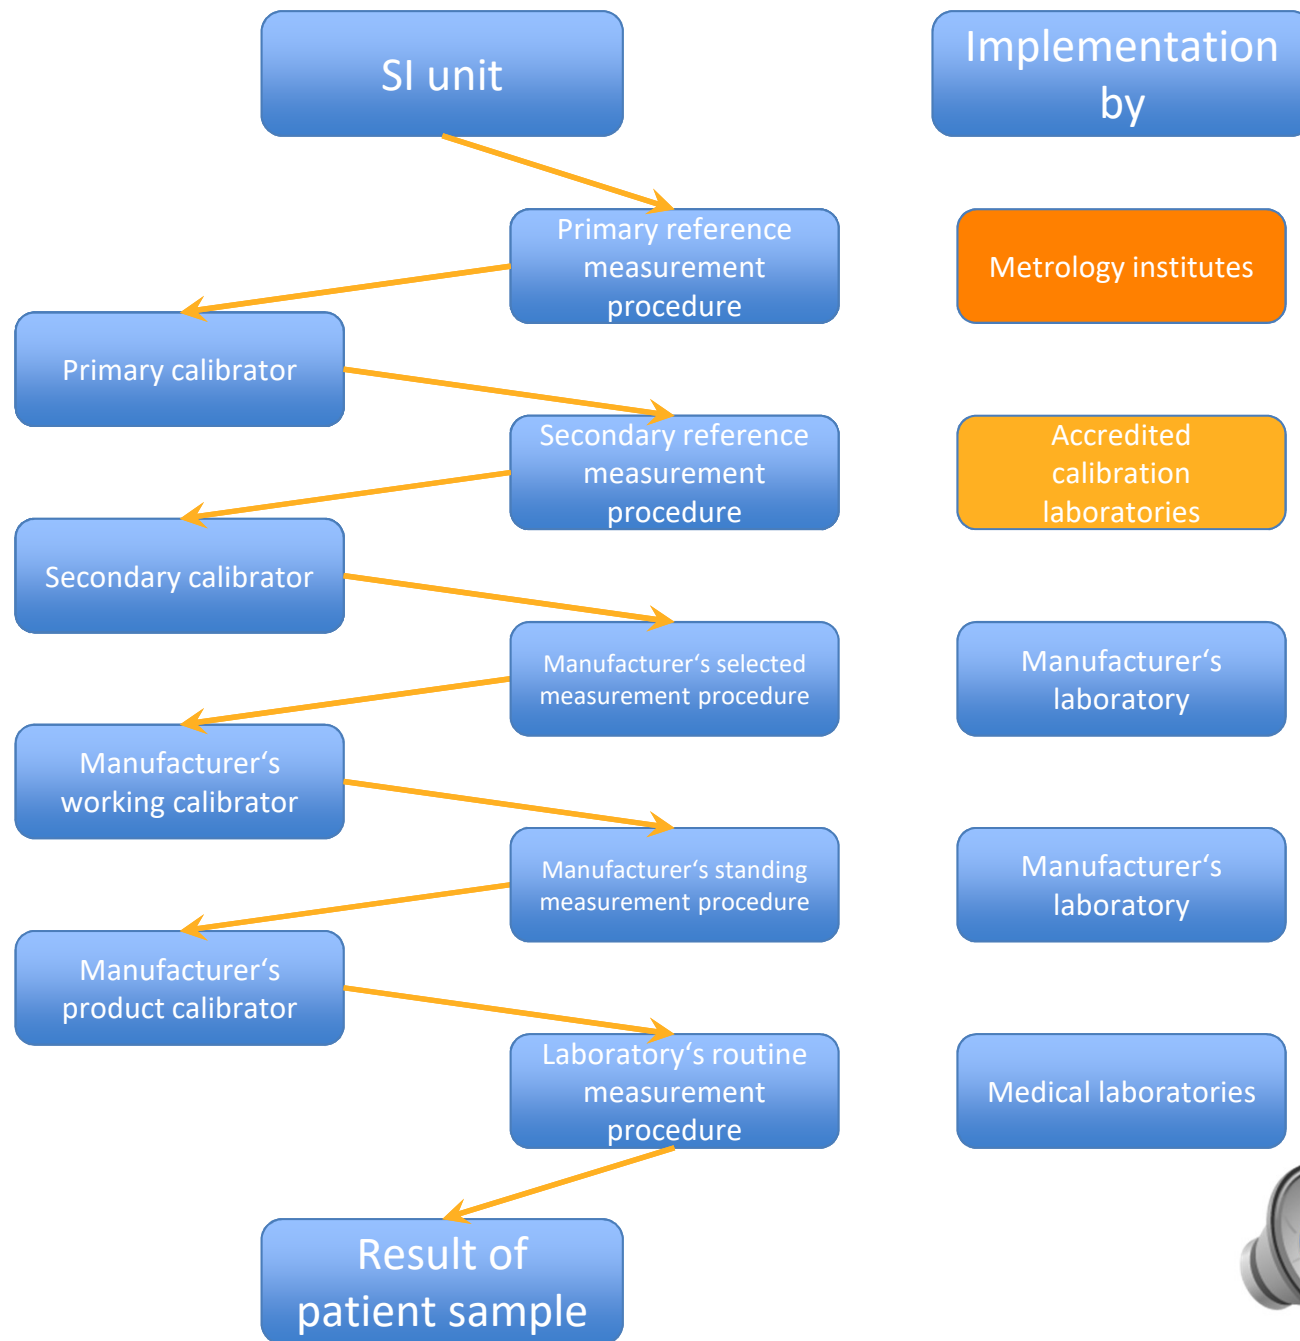 SI unit
Implementation
by
Primary reference
measurement
procedure
Metrology institutes
Primary calibrator
Secondary reference
measurement
procedure
Accredited
calibration
laboratories
Secondary calibrator
Manufacturer‘s selected
measurement procedure
Manufacturer‘s
laboratory
Manufacturer‘s
working calibrator
Manufacturer‘s standing
measurement procedure
Manufacturer‘s
laboratory
Manufacturer‘s
product calibrator
Laboratory‘s routine
measurement
procedure
Medical laboratories
Result of
patient sample